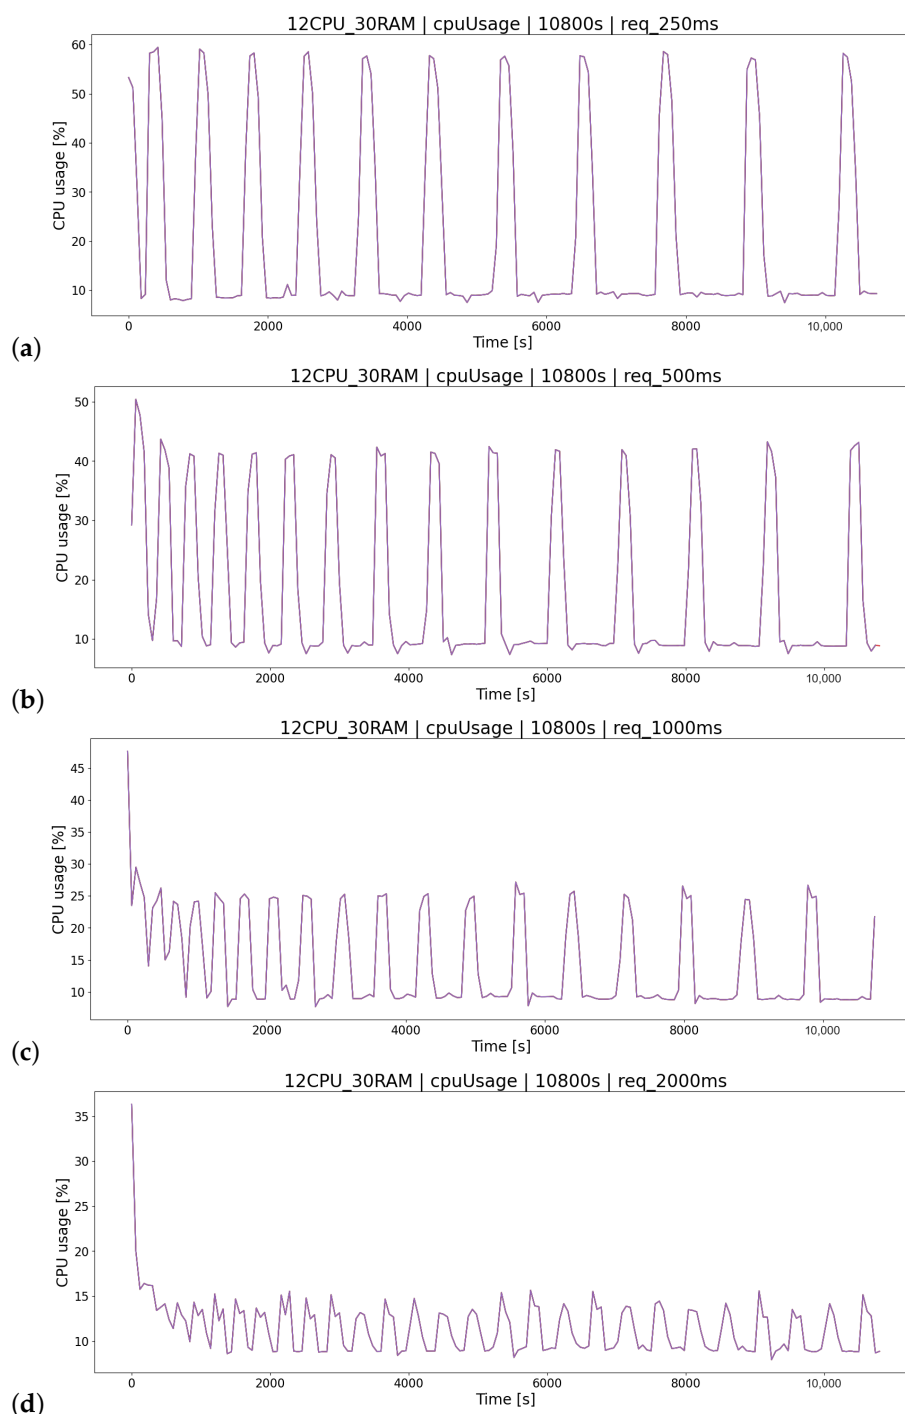 12CPU_30RAM | cpuUsage | 10800s | req_250ms
60
50
40
30
20
10
CPU usage [%]
0 2000 4000 6000 8000 10,000
Time [s]
(a)
12CPU_30RAM | cpuUsage | 10800s | req_500ms
50
40
30
20
10
CPU usage [%]
0 2000 4000 6000 8000 10,000
Time [s]
(b)
12CPU_30RAM | cpuUsage | 10800s | req_1000ms
45
40
35
30
25
20
15
10
CPU usage [%]
0 2000 4000 6000 8000 10,000
Time [s]
(c)
12CPU_30RAM | cpuUsage | 10800s | req_2000ms
35
30
25
20
15
10
CPU usage [%]
0 2000 4000 6000 8000 10,000
Time [s]
(d)